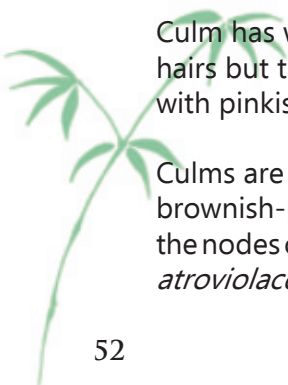 Culm has
hairs but
with pinkis
Culms are
brownish-
the nodes
atroviolac
52